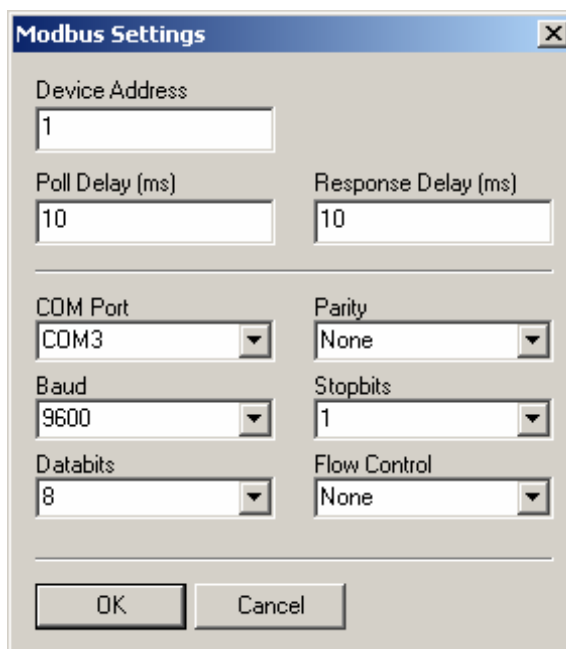 Modbus Settings
Device Address
1
Poll Delay (ms) Response Delay (ms)
10 10
COM Port Parity
COM3 None
Baud Stopbits
9600 1
Databits Flow Control
8 None
OK Cancel